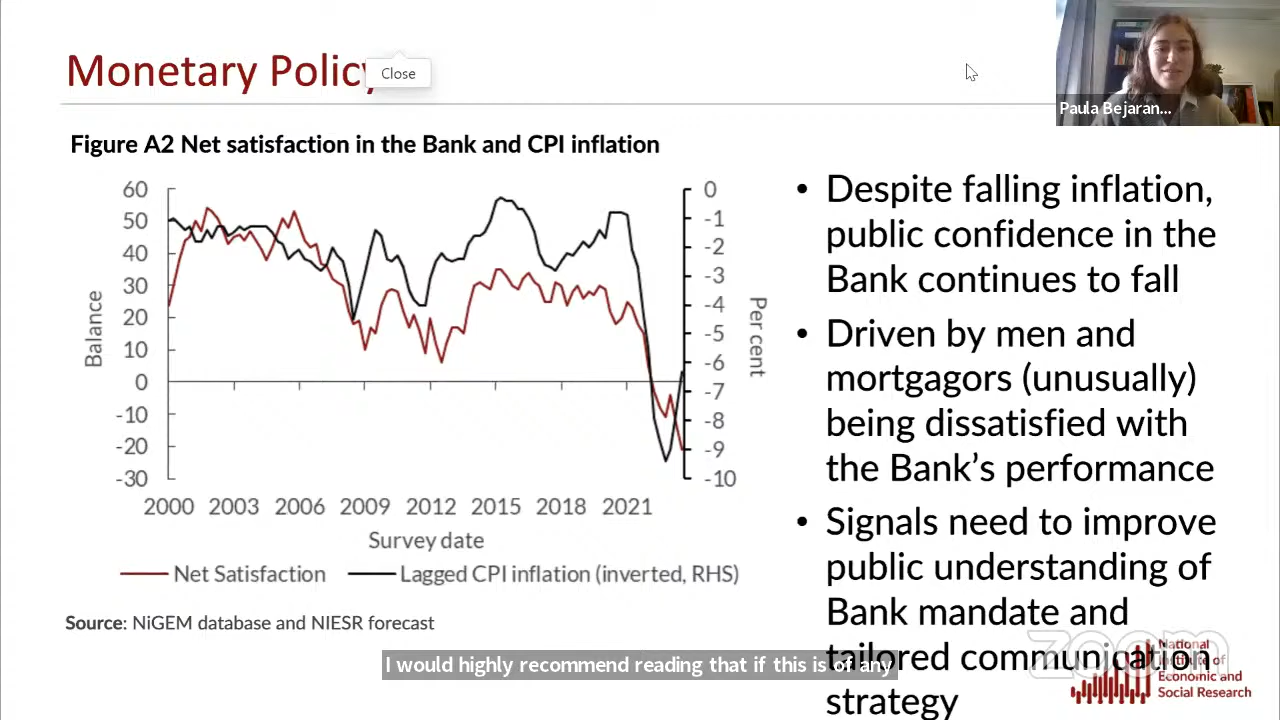 Monetary Policy
Close
Paula Bejaran...
Figure A2 Net satisfaction in the Bank and CPI inflation
60
50
40
30
20
10
0
-10
-20
-30
Balance
0
-1
-2
-3
-4
-5
-6
-7
-8
-9
-10
Per cent
2000 2003 2006 2009 2012 2015 2018 2021
Survey date
Net Satisfaction
Lagged CPI inflation (inverted, RHS)
Source: NiGEM database and NIESR forecast
• Despite falling inflation,
public confidence in the
Bank continues to fall
• Driven by men and
mortgagors (unusually)
being dissatisfied with
the Bank's performance
• Signals need to improve
public understanding of
Bank mandate and
tailored communication
strategy
I would highly recommend reading that if this is of any
zoom
National
Institute of
Economic and
Social Research